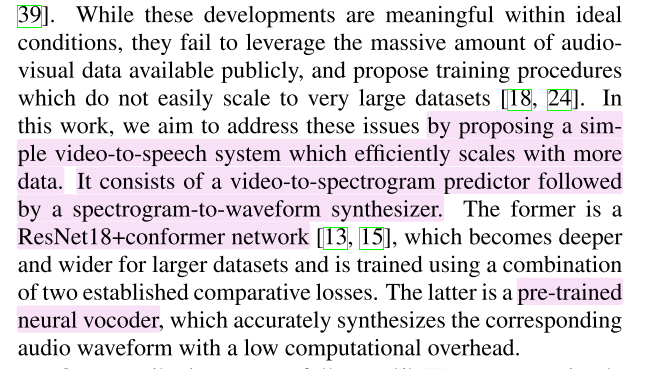 39]. While these developments are meaningful within ideal
conditions, they fail to leverage the massive amount of audio-
visual data available publicly, and propose training procedures
which do not easily scale to very large datasets [18, 24]. In
this work, we aim to address these issues by proposing a sim-
ple video-to-speech system which efficiently scales with more
data. It consists of a video-to-spectrogram predictor followed
by a spectrogram-to-waveform synthesizer. The former is a
ResNet18+conformer network [13, 15], which becomes deeper
and wider for larger datasets and is trained using a combination
of two established comparative losses. The latter is a pre-trained
neural vocoder, which accurately synthesizes the corresponding
audio waveform with a low computational overhead.